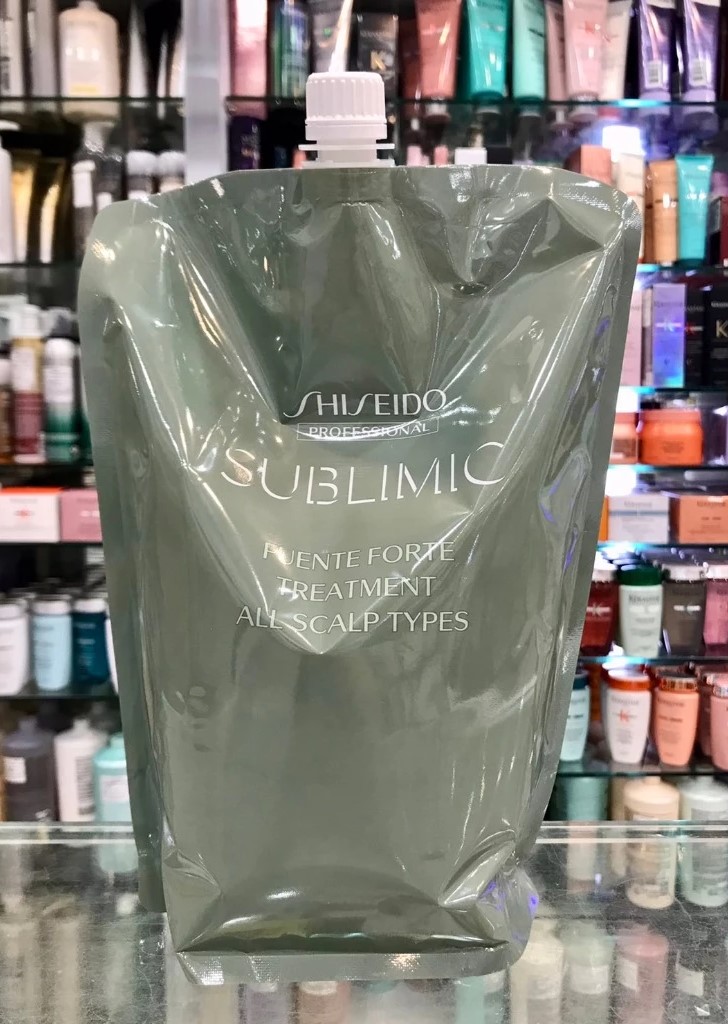 SHISEIDO
PROFESSIONAL
SUBLIMIC
FUENTE FORTE
TREATMENT
ALL SCALP TYPES